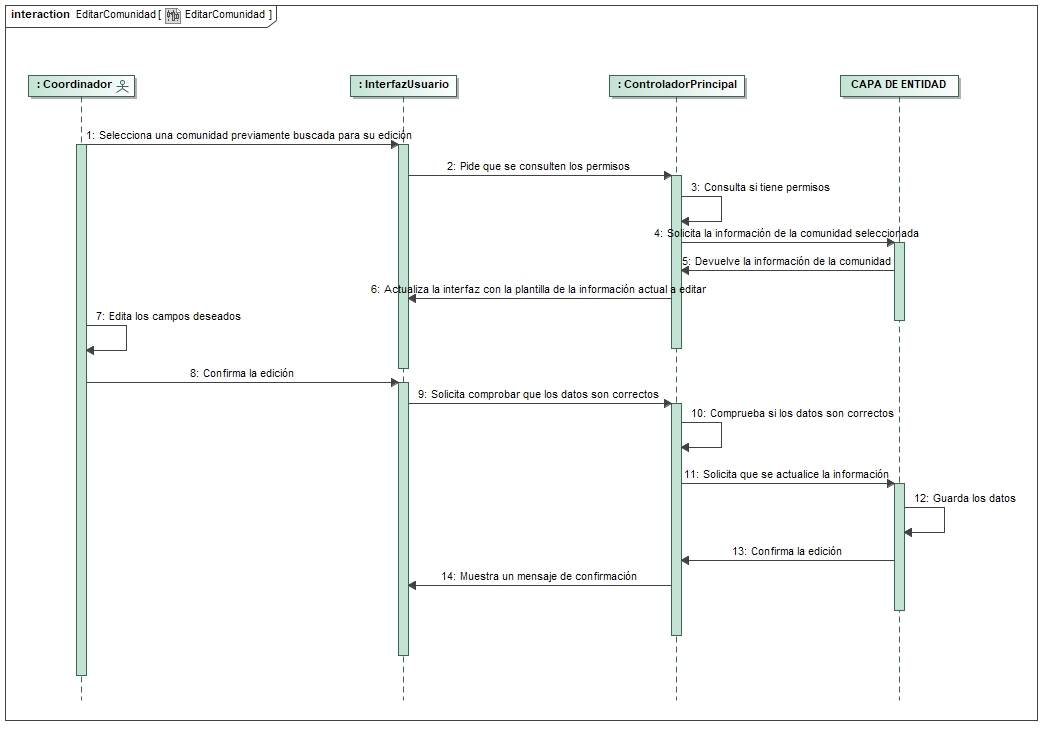 interaction EditarComunidad [ EditarComunidad ]
: Coordinador
: InterfazUsuario
: ControladorPrincipal
CAPA DE ENTIDAD
1: Selecciona una comunidad previamente buscada para su edición
2: Pide que se consulten los permisos
3: Consulta si tiene permisos
4: Solicita la información de la comunidad seleccionada
5: Devuelve la información de la comunidad
6: Actualiza la interfaz con la plantilla de la información actual a editar
7: Edita los campos deseados
8: Confirma la edición
9: Solicita comprobar que los datos son correctos
10: Comprueba si los datos son correctos
11: Solicita que se actualice la información
12: Guarda los datos
13: Confirma la edición
14: Muestra un mensaje de confirmación